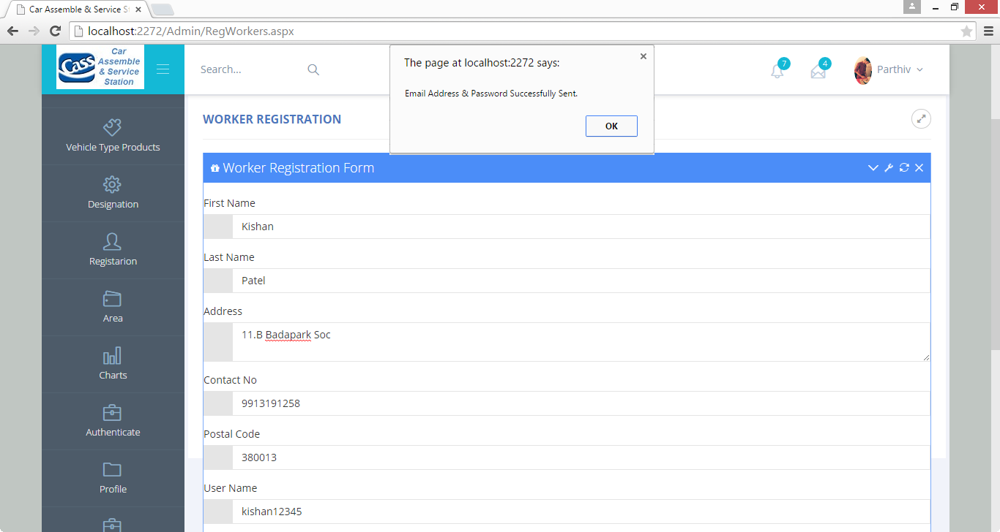 Car Assemble & Service St
localhost:2272/Admin/RegWorkers.aspx
Cass
Car
Assemble
& Service
Station
Search...
The page at localhost:2272 says:
Email Address & Password Successfully Sent.
OK
7
4
Parthiv
Vehicle Type Products
Designation
Registarion
Area
Charts
Authenticate
Profile
WORKER REGISTRATION
Worker Registration Form
First Name
Kishan
Last Name
Patel
Address
11.B Badapark Soc
Contact No
9913191258
Postal Code
380013
User Name
kishan12345